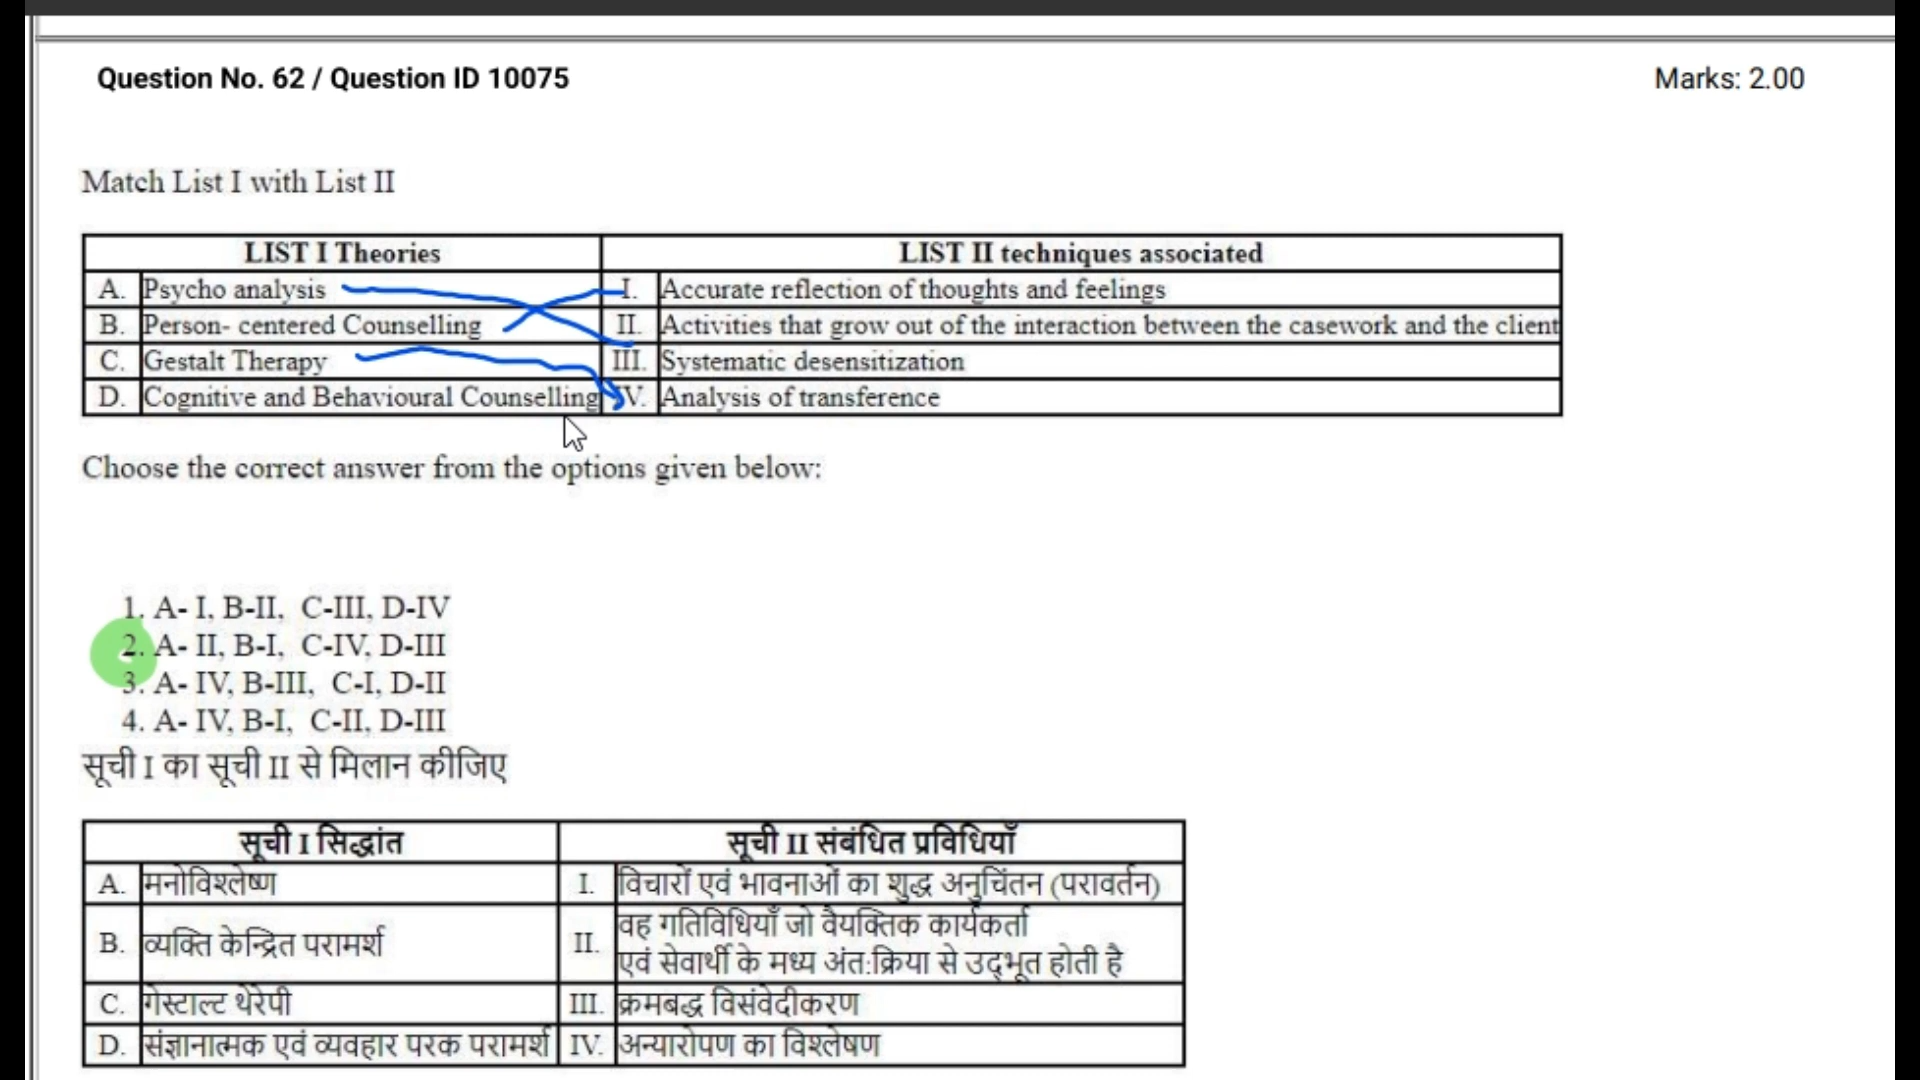 Question No. 62 / Question ID 10075 Marks: 2.00
Match List I with List II
LIST I Theories LIST II techniques associated
A. Psycho analysis I. Accurate reflection of thoughts and feelings
B. Person- centered Counselling II. Activities that grow out of the interaction between the casework and the client
C. Gestalt Therapy III. Systematic desensitization
D. Cognitive and Behavioural Counselling IV. Analysis of transference
Choose the correct answer from the options given below:
1. A- I, B-II, C-III, D-IV
2. A- II, B-I, C-IV, D-III
3. A- IV, B-III, C-I, D-II
4. A- IV, B-I, C-II, D-III
सूची I का सूची II से मिलान कीजिए
सूची I सिद्धांत सूची II संबंधित प्रविधियाँ
A. मनोविश्लेष्ण I. विचारों एवं भावनाओं का शुद्ध अनुचिंतन (परावर्तन)
B. व्यक्ति केन्द्रित परामर्श II. वह गतिविधियाँ जो वैयक्तिक कार्यकर्ता
एवं सेवार्थी के मध्य अंत:क्रिया से उद्भूत होती है
C. गेस्टाल्ट थेरेपी III. क्रमबद्ध विसंवेदीकरण
D. संज्ञानात्मक एवं व्यवहार परक परामर्श IV. अन्यारोपण का विश्लेषण